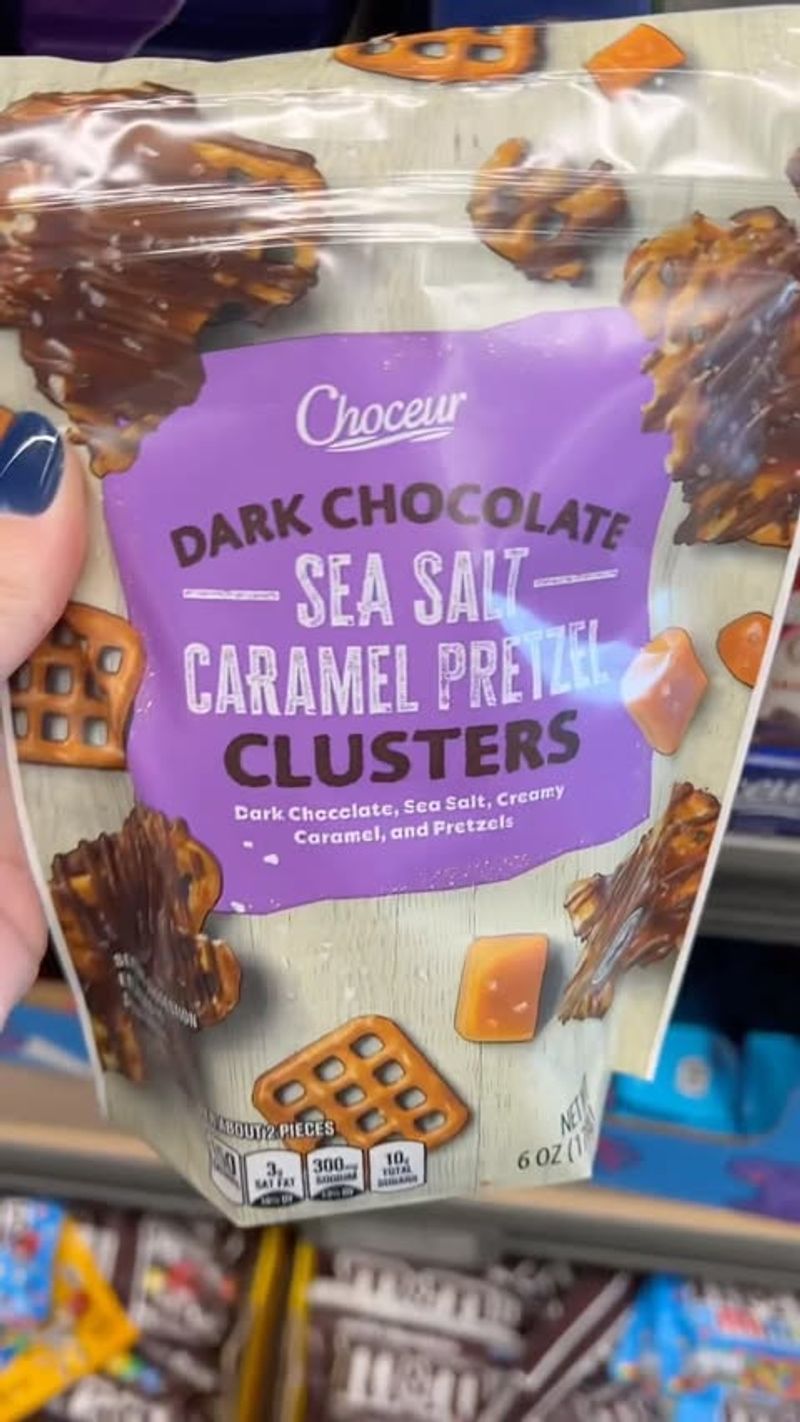 Choceur
DARK CHOCOLATE
SEA SALT
CARAMEL PRETZEL
CLUSTERS
Dark Chocolate, Sea Salt, Creamy
Caramel, and Pretzels
ABOUT 2 PIECES
3g
SAT FAT
300mg
SODIUM
10g
TOTAL
SUGARS
NET
6 OZ